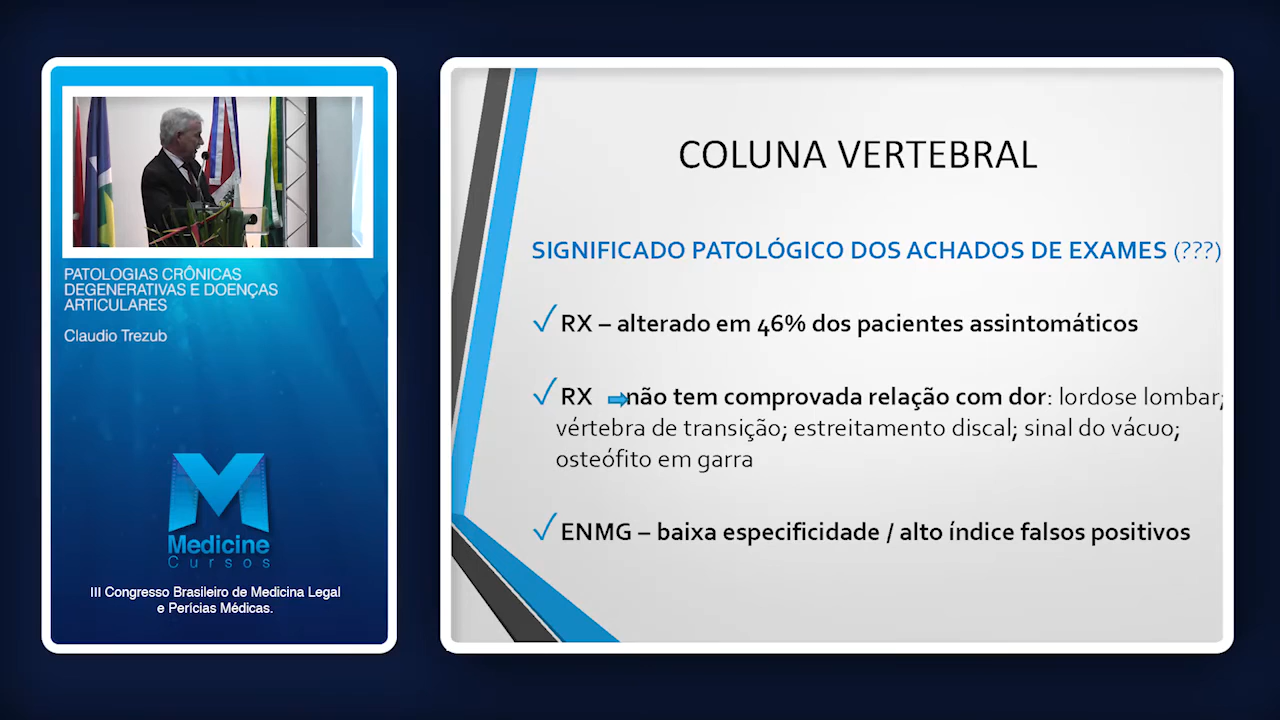 PATOLOGIAS CRÔNICAS
DEGENERATIVAS E DOENÇAS
ARTICULARES
Claudio Trezub
Medicine
Cursos
III Congresso Brasileiro de Medicina Legal
e Perícias Médicas.
COLUNA VERTEBRAL
SIGNIFICADO PATOLÓGICO DOS ACHADOS DE EXAMES (???)
RX – alterado em 46% dos pacientes assintomáticos
RX não tem comprovada relação com dor: lordose lombar;
vértebra de transição; estreitamento discal; sinal do vácuo;
osteófito em garra
ENMG – baixa especificidade / alto índice falsos positivos